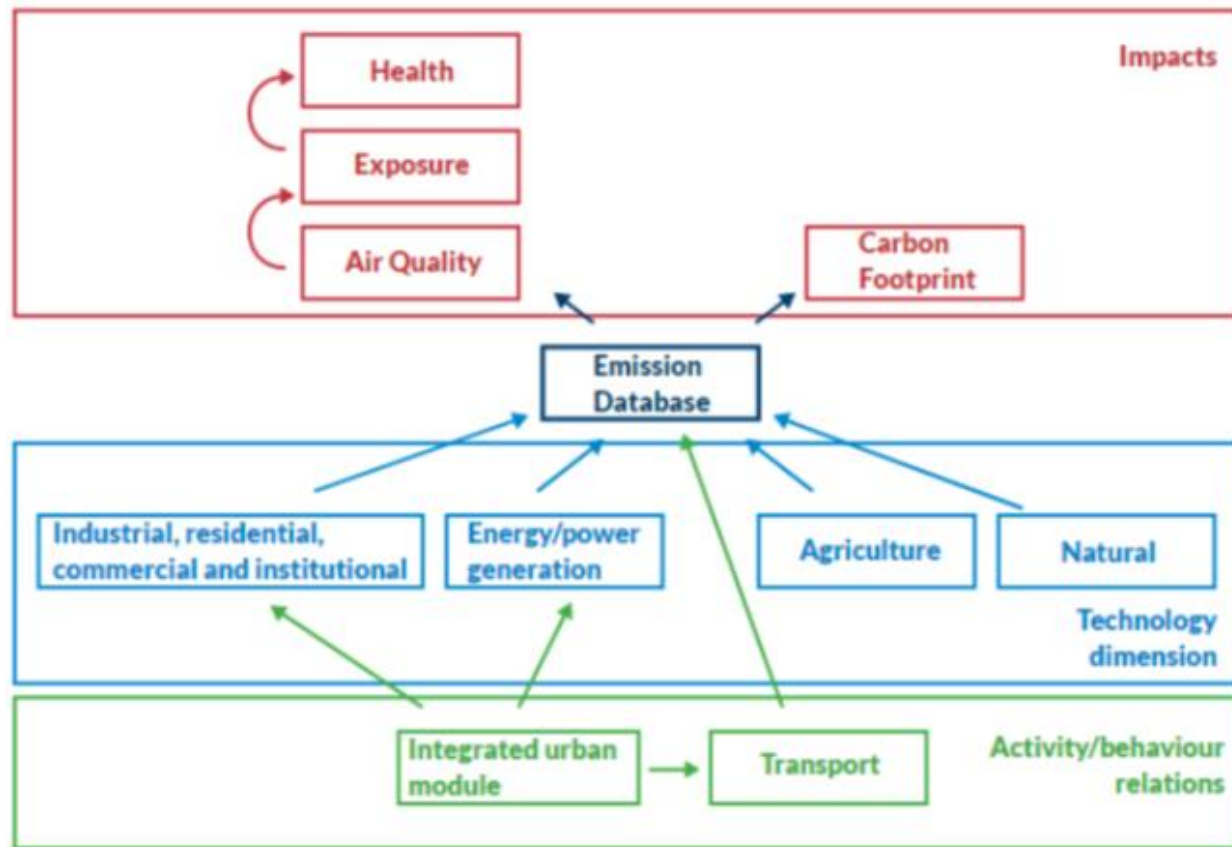 Impacts
Health
Exposure
Air Quality
Carbon
Footprint
Emission
Database
Industrial, residential,
commercial and institutional
Energy/power
generation
Agriculture
Natural
Technology
dimension
Integrated urban
module
Transport
Activity/behaviour
relations